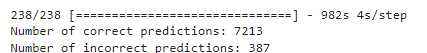 238/238 [==============================] - 982s 4s/step
Number of correct predictions: 7213
Number of incorrect predictions: 387